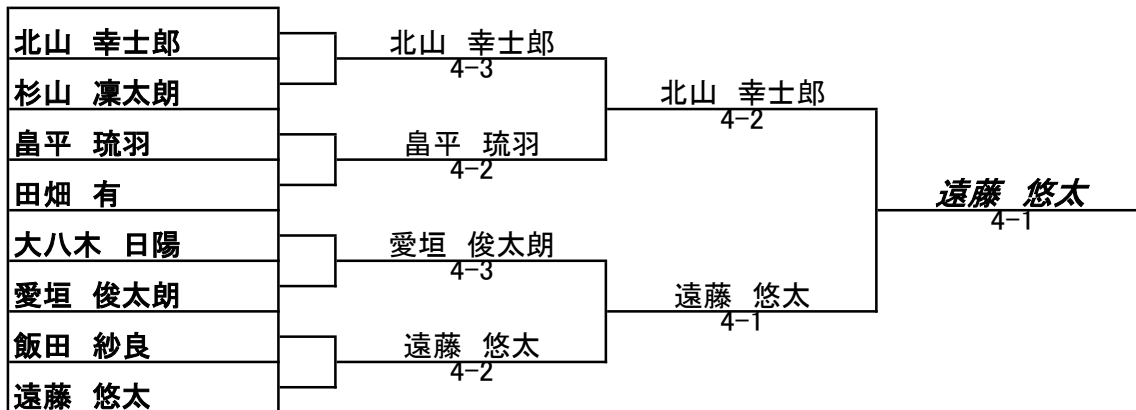 北山　幸士郎
杉山　凜太朗
畠平　琉羽
田畑　有
大八木　日陽
愛垣　俊太朗
飯田　紗良
遠藤　悠太
北山　幸士郎
4-3
畠平　琉羽
4-2
愛垣　俊太朗
4-3
遠藤　悠太
4-2
北山　幸士郎
4-2
遠藤　悠太
4-1
遠藤　悠太
4-1